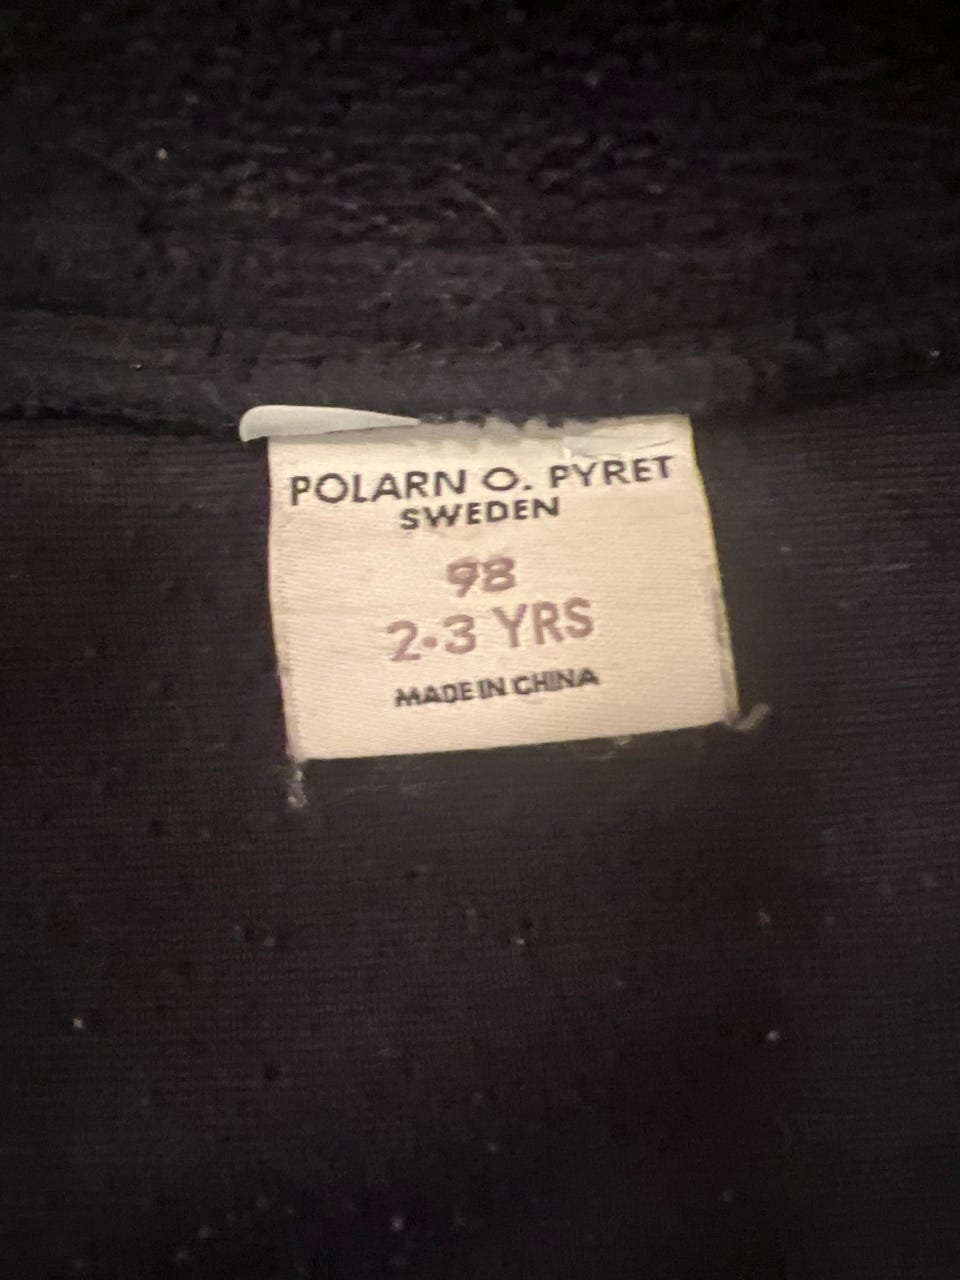 POLARN O. PYRET
SWEDEN
98
2-3 YRS
MADE IN CHINA